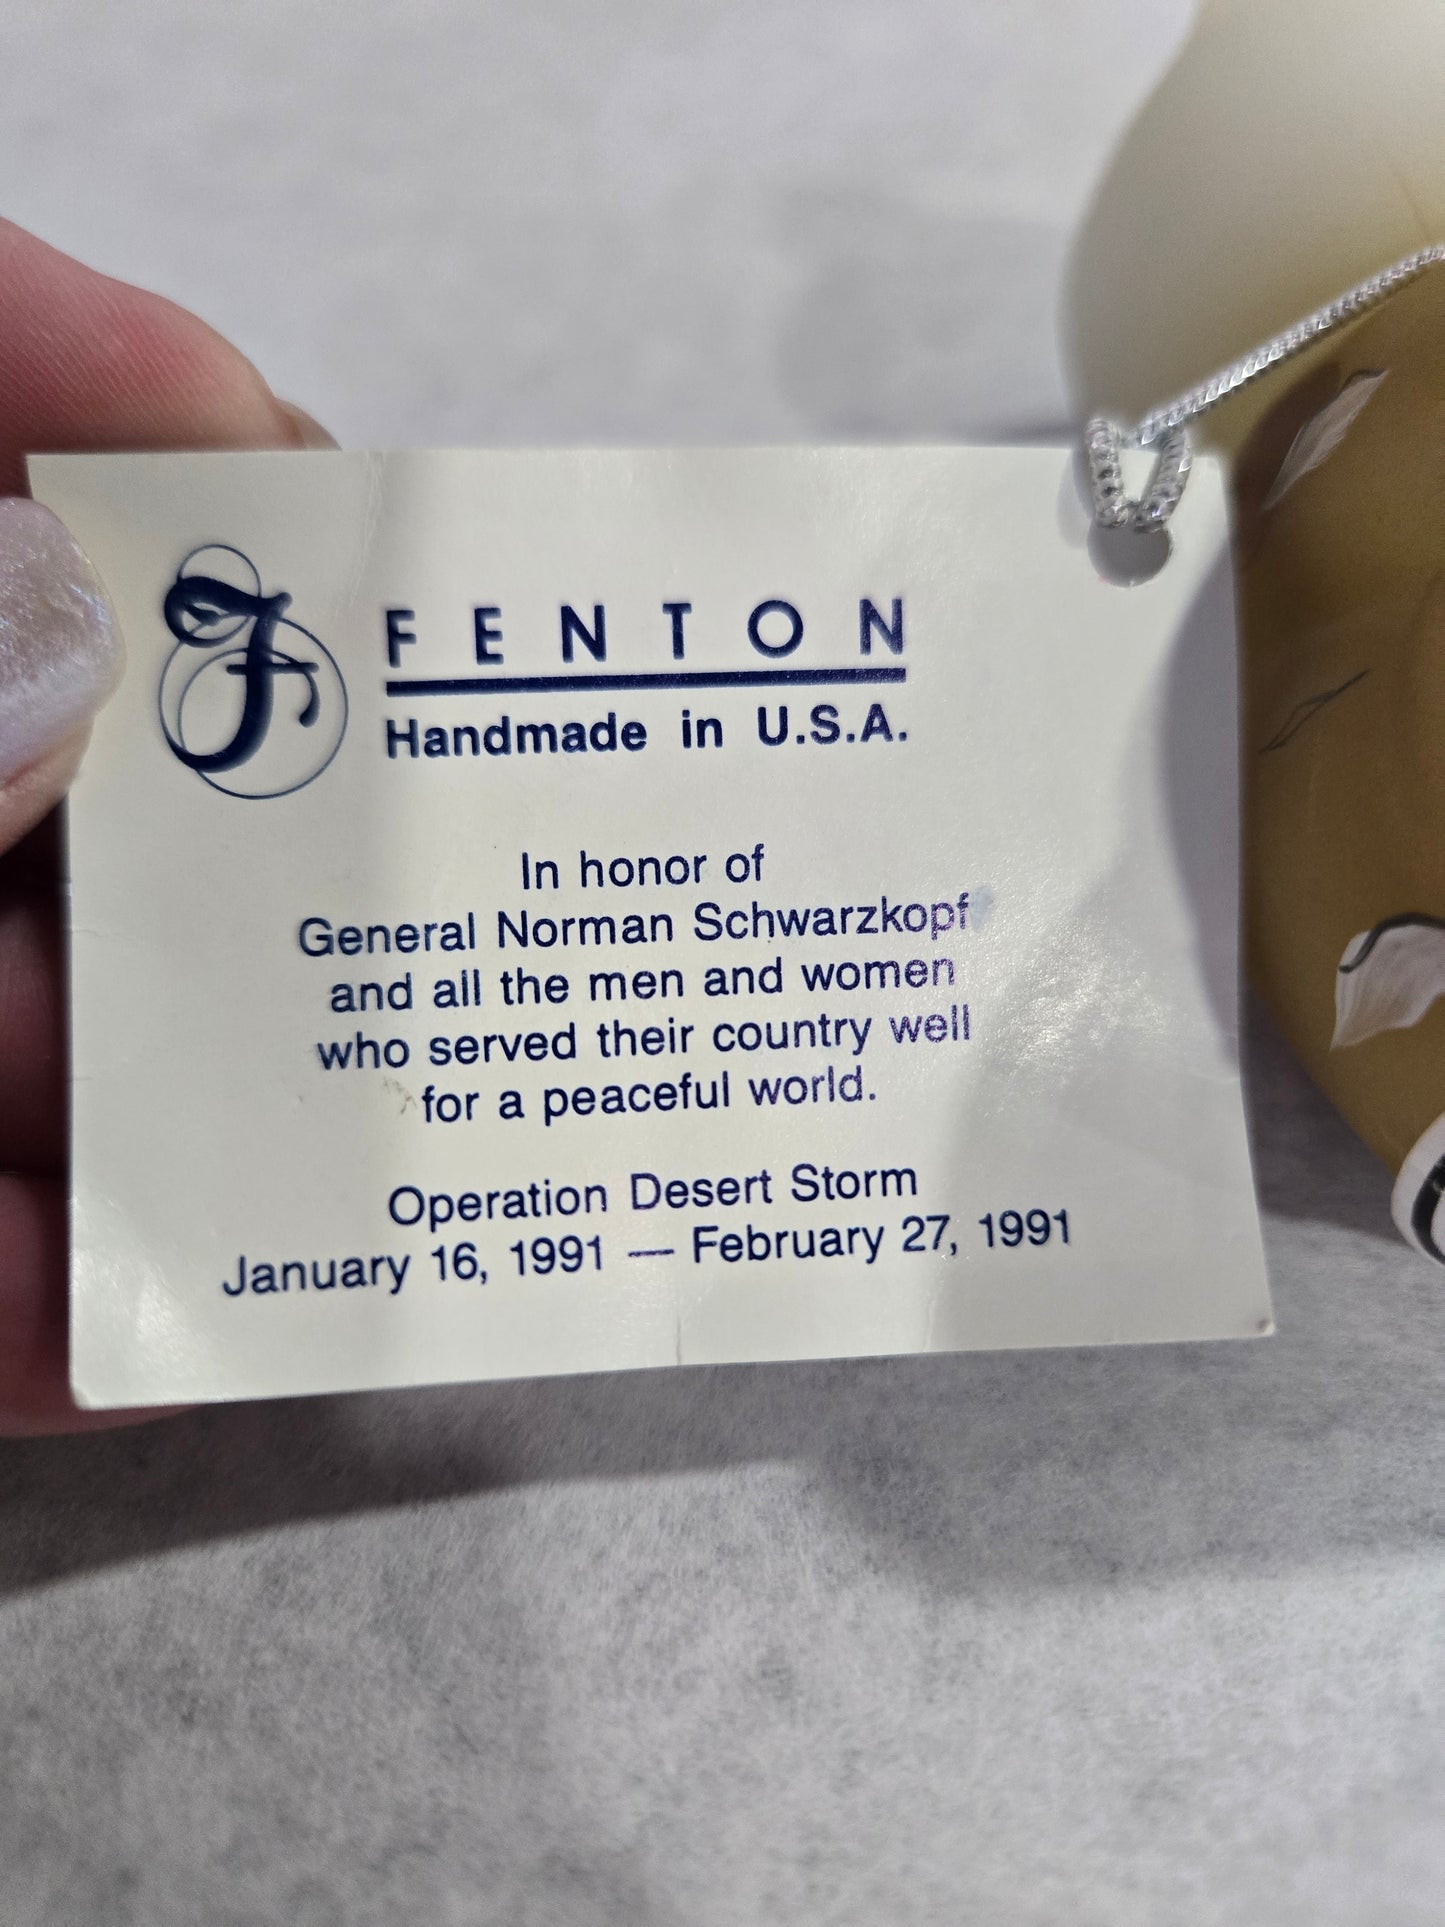 F FENTON
Handmade in U.S.A.
In honor of
General Norman Schwarzkopf
and all the men and women
who served their country well
for a peaceful world.
Operation Desert Storm
January 16, 1991 — February 27, 1991